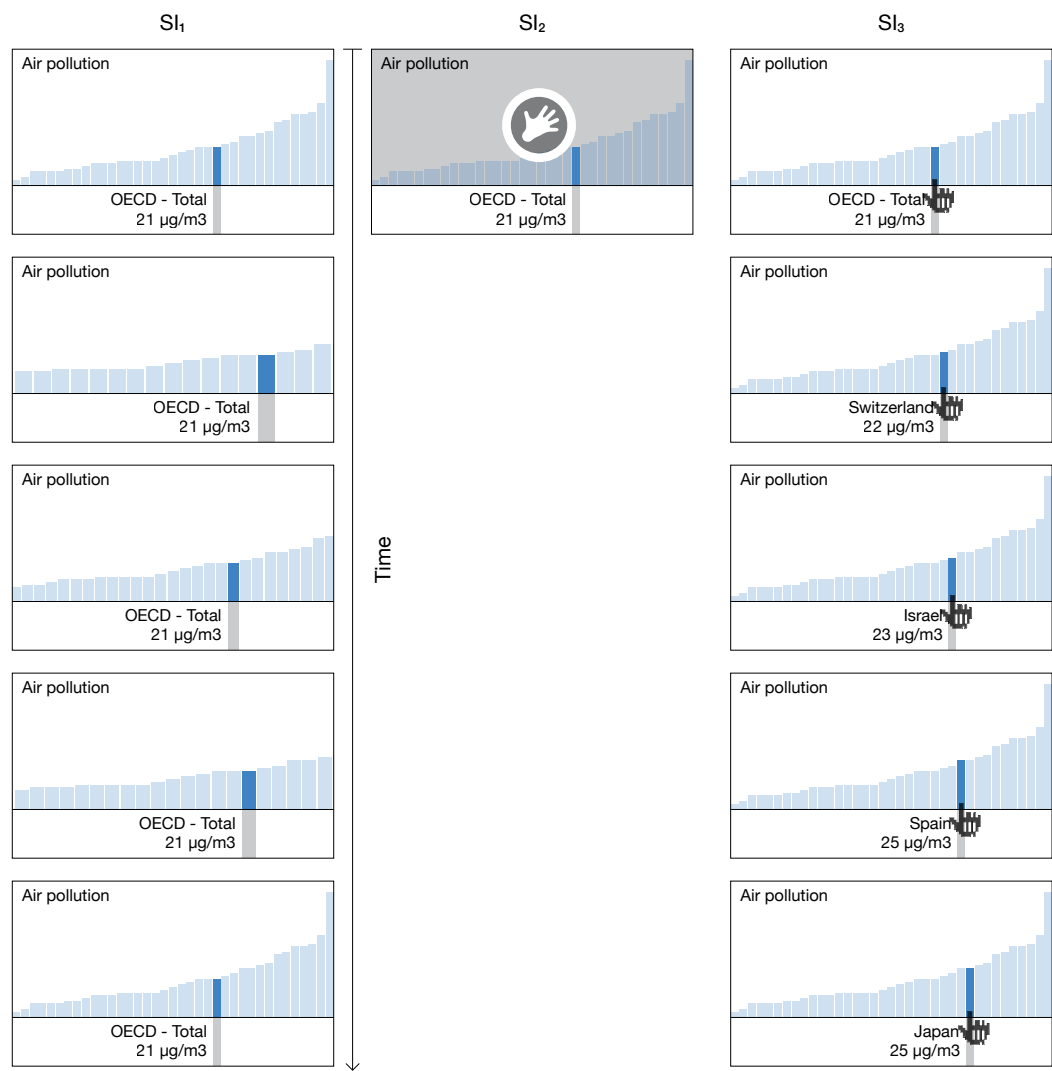 SI₁
SI₂
SI₃
Air pollution
OECD - Total
21 µg/m3
Air pollution
OECD - Total
21 µg/m3
Air pollution
OECD - Total
21 µg/m3
Air pollution
OECD - Total
21 µg/m3
Air pollution
Switzerland
22 µg/m3
Air pollution
OECD - Total
21 µg/m3
Time
Air pollution
Israel
23 µg/m3
Air pollution
OECD - Total
21 µg/m3
Air pollution
Spain
25 µg/m3
Air pollution
OECD - Total
21 µg/m3
Air pollution
Japan
25 µg/m3